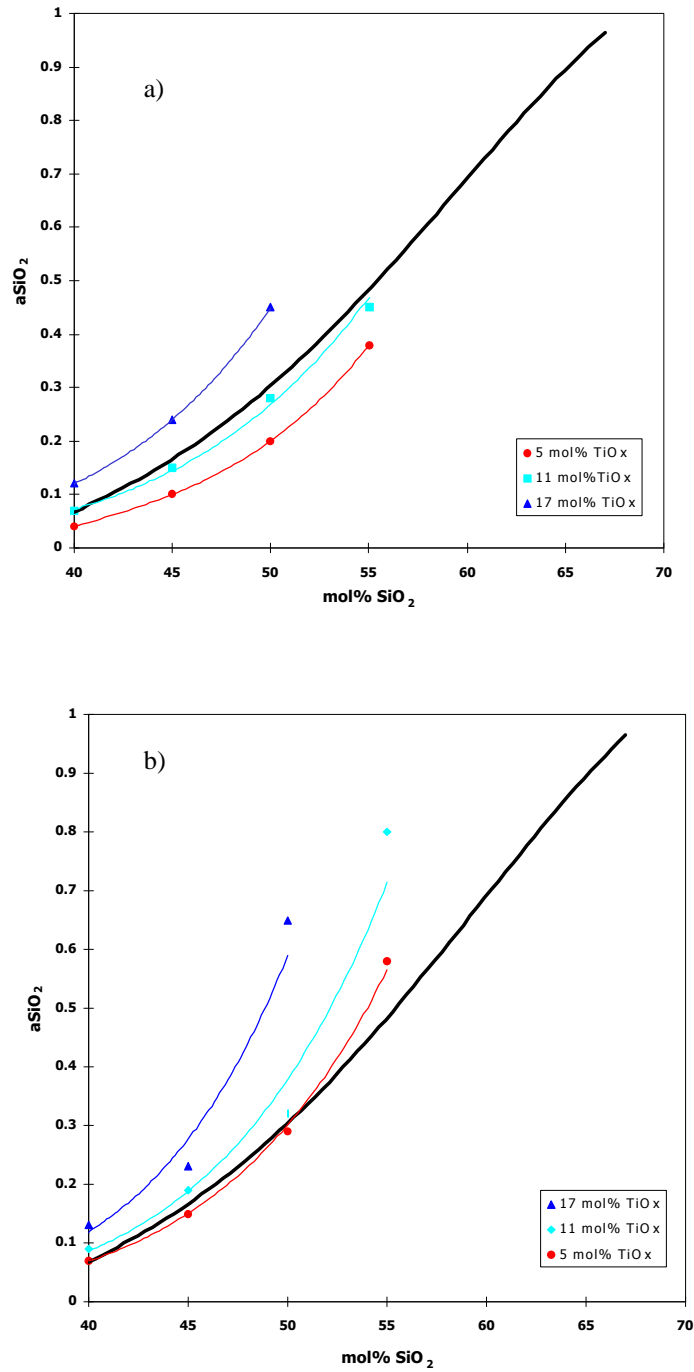 1
a)
0.9
0.8
0.7
0.6
aSiO2
0.5
0.4
0.3
0.2
5 mol% TiOx
11 mol%TiOx
17 mol% TiOx
0.1
0
40 45 50 55 60 65 70
mol% SiO2
1
b)
0.9
0.8
0.7
0.6
aSiO2
0.5
0.4
0.3
0.2
17 mol% TiOx
11 mol% TiOx
5 mol% TiOx
0.1
0
40 45 50 55 60 65 70
mol% SiO2